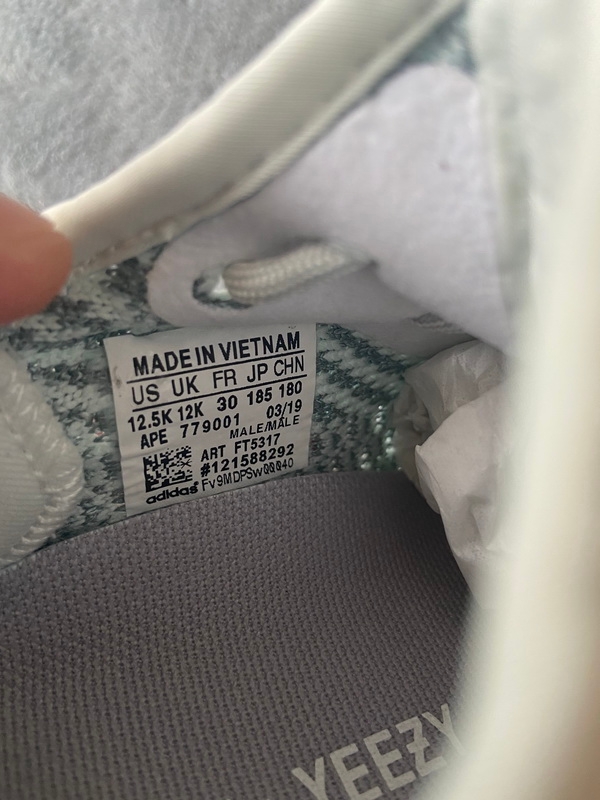 MADE IN VIETNAM
US UK FR JP CHN
12.5K 12K 30 185 180
APE 779001 03/19
MALE/MALE
ART FT5317
#121588292
adidas® Fv9MDPSw00040
YEEZY